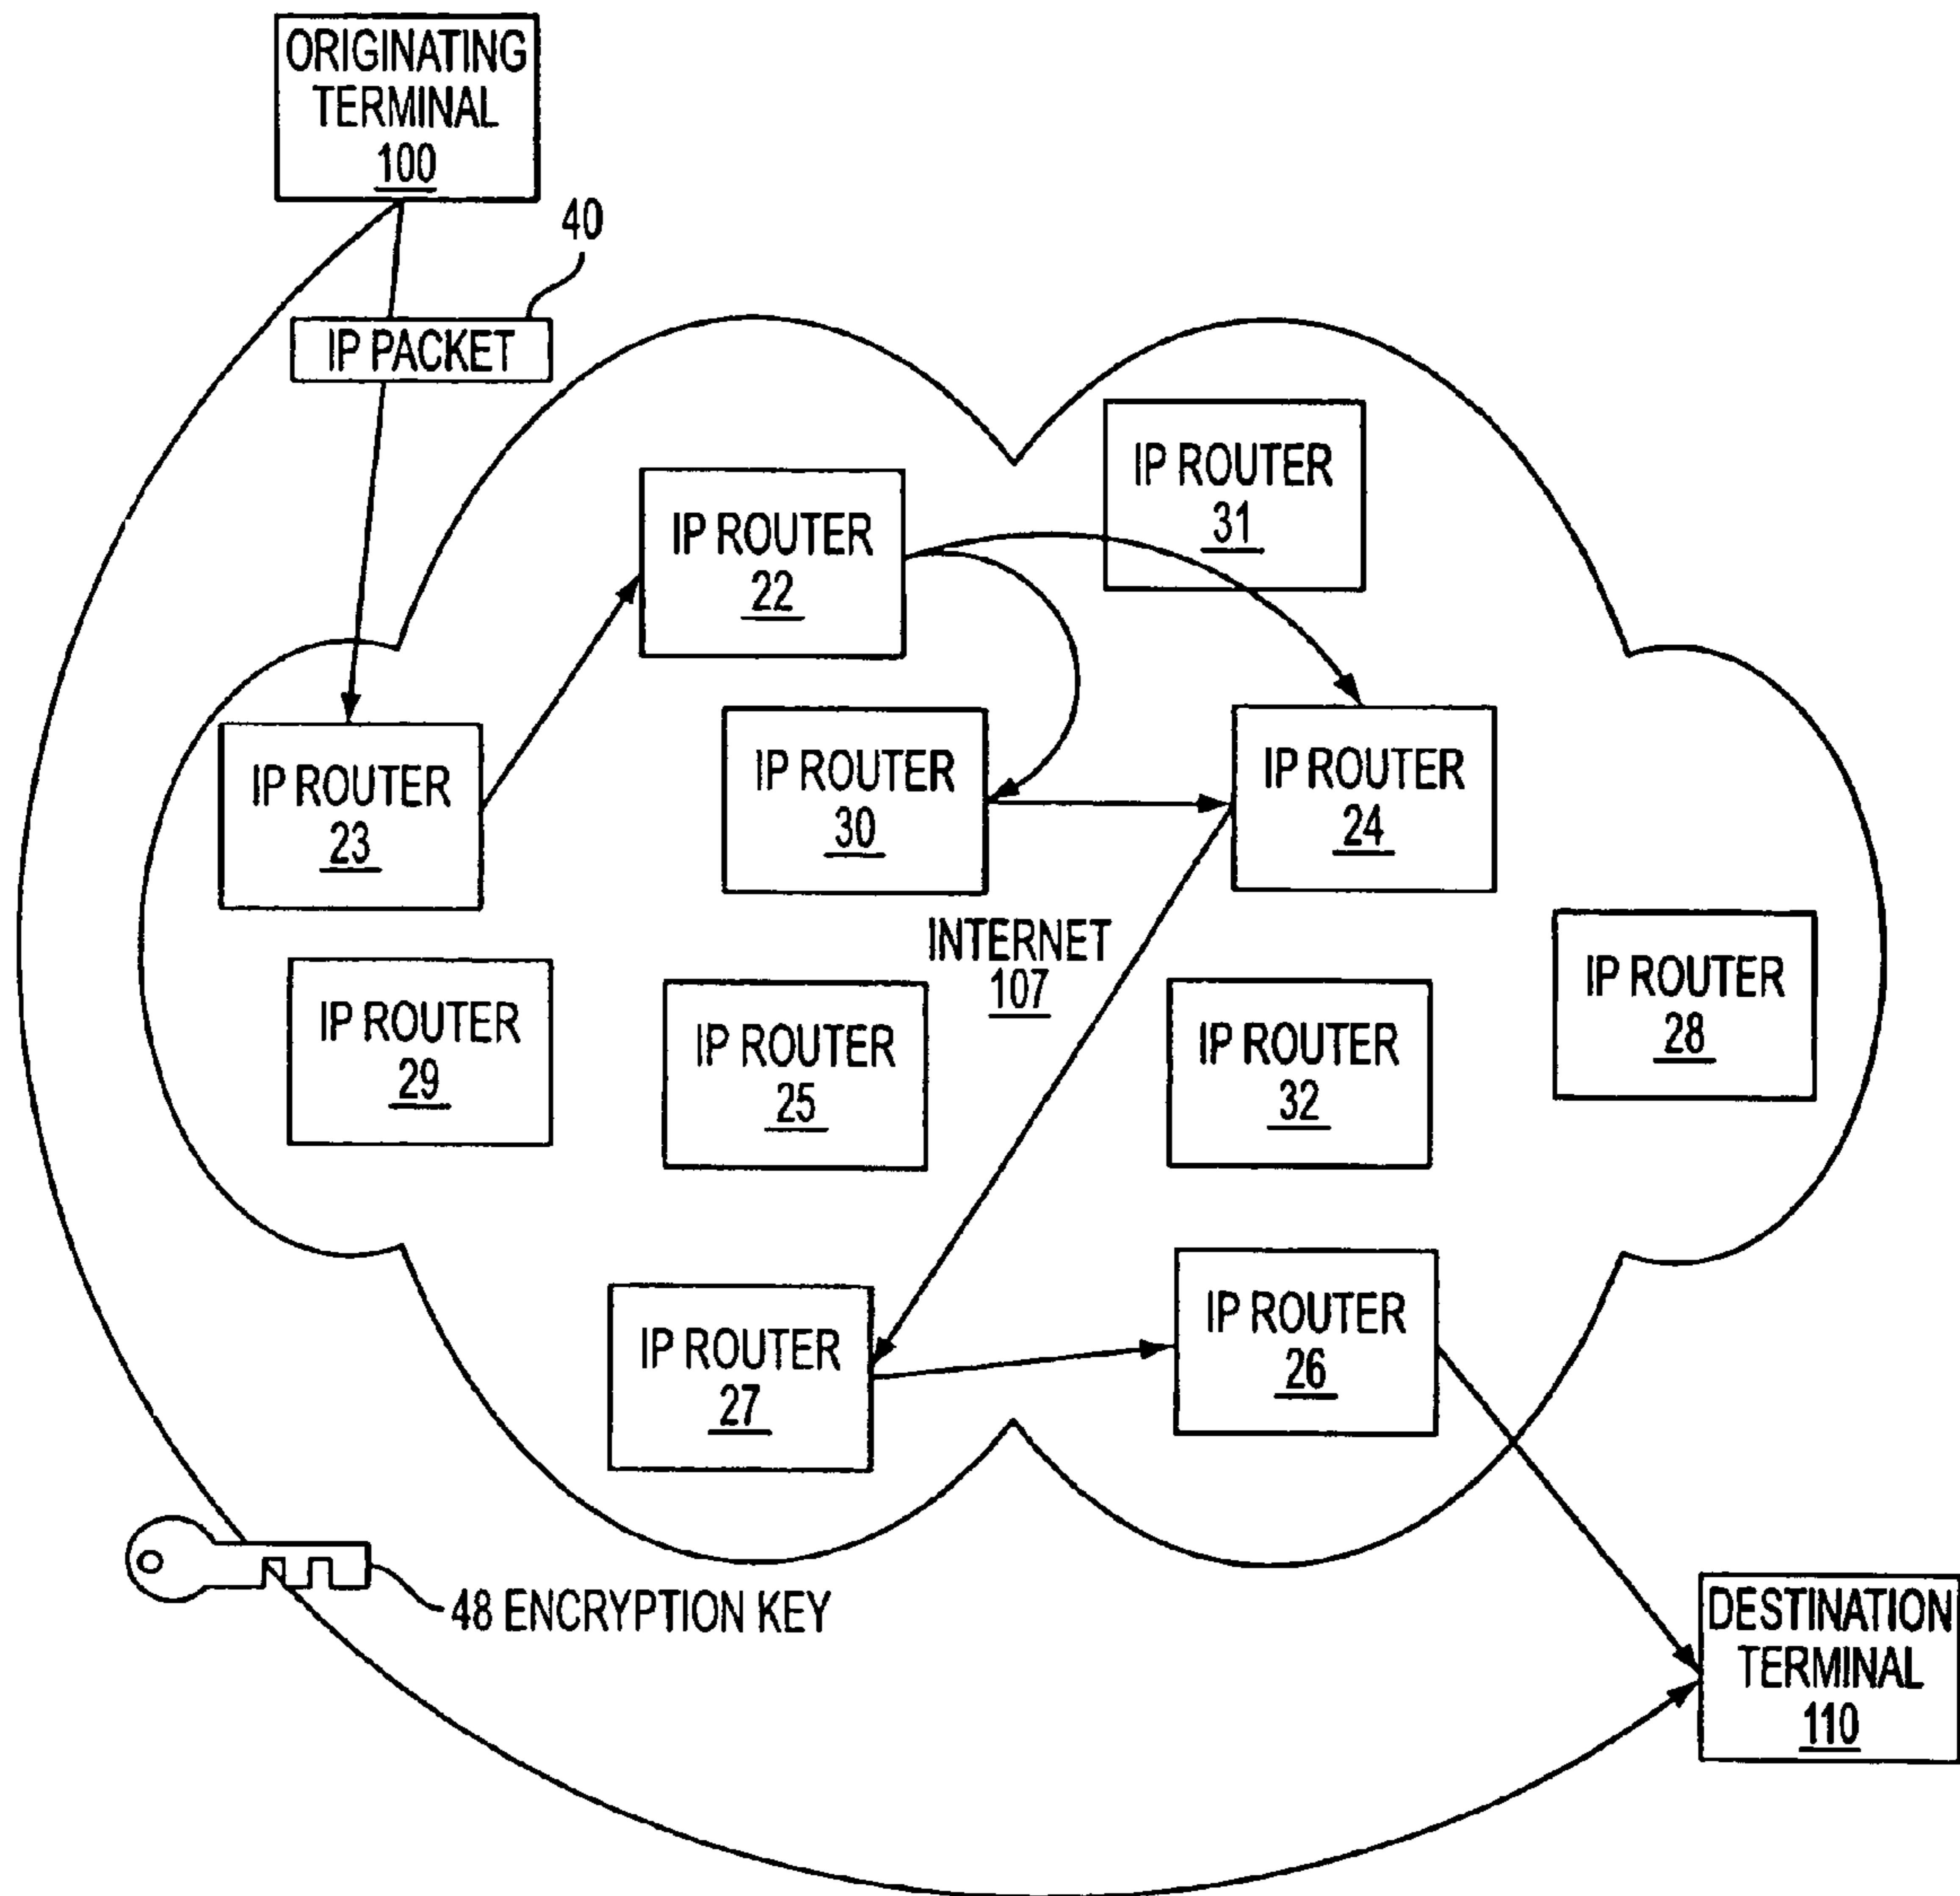 ORIGINATING
TERMINAL
100
40
IP PACKET
IP ROUTER
31
IP ROUTER
22
IP ROUTER
23
IP ROUTER
30
IP ROUTER
24
INTERNET
107
IP ROUTER
28
IP ROUTER
29
IP ROUTER
25
IP ROUTER
32
IP ROUTER
27
IP ROUTER
26
48 ENCRYPTION KEY
DESTINATION
TERMINAL
110